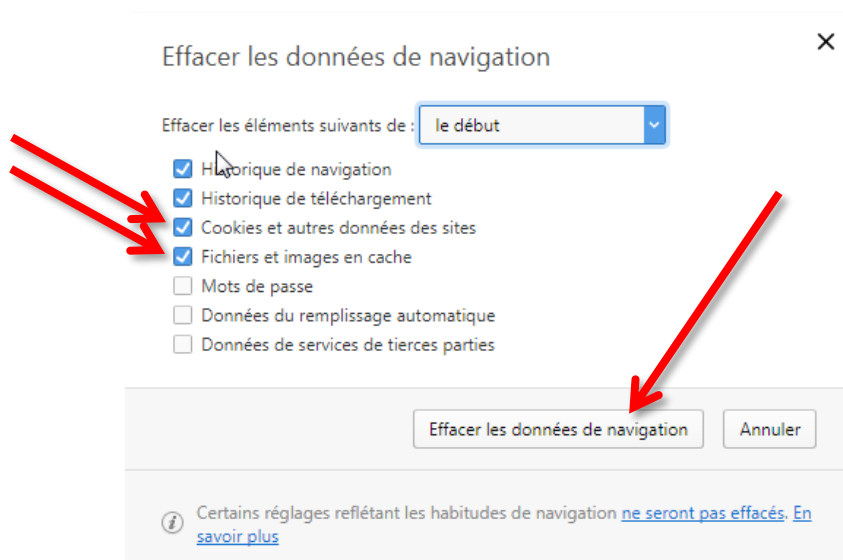 Effacer les données de navigation
Effacer les éléments suivants de : le début
Historique de navigation
Historique de téléchargement
Cookies et autres données des sites
Fichiers et images en cache
Mots de passe
Données du remplissage automatique
Données de services de tierces parties
Effacer les données de navigation Annuler
Certains réglages reflétant les habitudes de navigation ne seront pas effacés. En
savoir plus